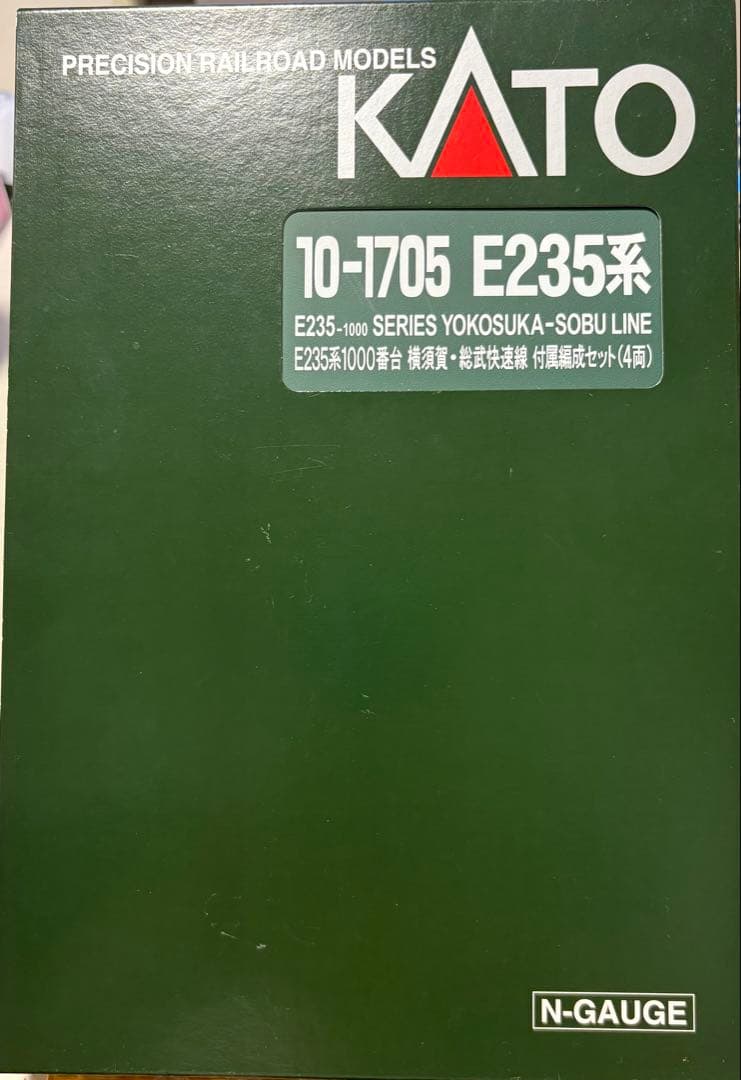 PRECISION RAILROAD MODELS
KATO
10-1705 E235系
E235-1000 SERIES YOKOSUKA-SOBU LINE
E235系1000番台 横須賀・総武快速線 付属編成セット(4両)
N-GAUGE